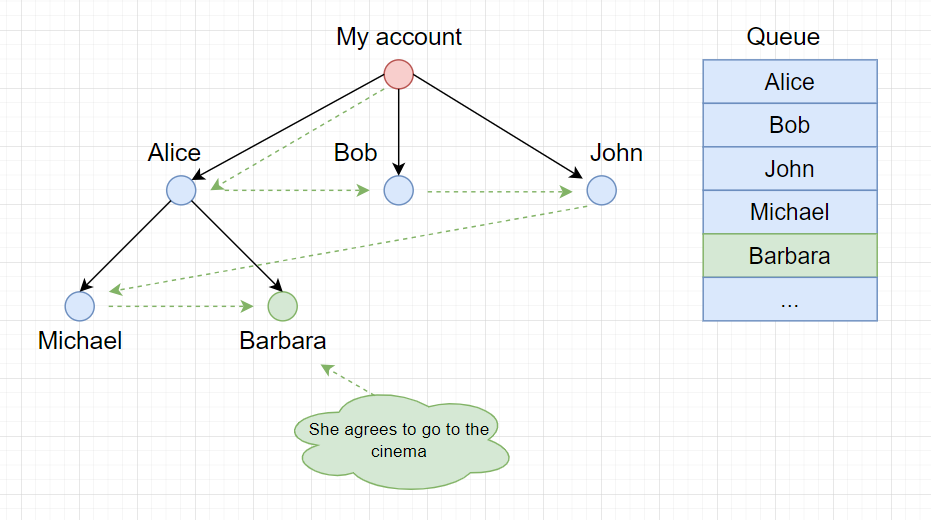 My account
Queue
Alice
Bob
John
Michael
Barbara
...
Alice
Bob
John
Michael
Barbara
She agrees to go to the
cinema